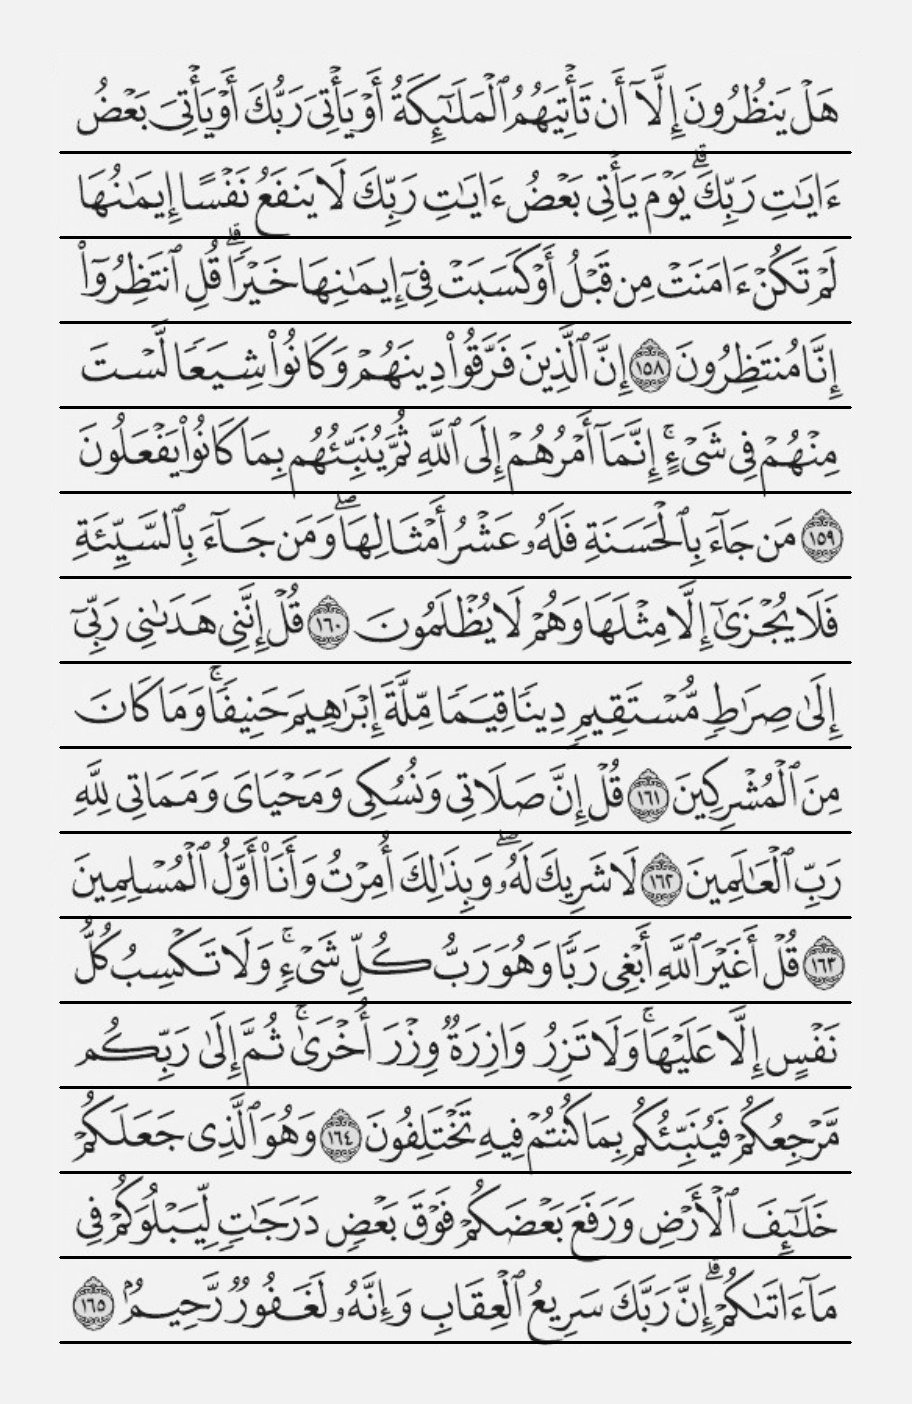 هَلۡ يَنظُرُونَ إِلَّآ أَن تَأۡتِيَهُمُ ٱلۡمَلَٰٓئِكَةُ أَوۡ يَأۡتِيَ رَبُّكَ أَوۡ يَأۡتِيَ بَعۡضُ
ءَايَٰتِ رَبِّكَۗ يَوۡمَ يَأۡتِي بَعۡضُ ءَايَٰتِ رَبِّكَ لَا يَنفَعُ نَفۡسًا إِيمَٰنُهَا
لَمۡ تَكُنۡ ءَامَنَتۡ مِن قَبۡلُ أَوۡ كَسَبَتۡ فِيٓ إِيمَٰنِهَا خَيۡرٗاۗ قُلِ ٱنتَظِرُوٓاْ
إِنَّا مُنتَظِرُونَ ١٥٨ إِنَّ ٱلَّذِينَ فَرَّقُواْ دِينَهُمۡ وَكَانُواْ شِيَعٗا لَّسۡتَ
مِنۡهُمۡ فِي شَيۡءٍۚ إِنَّمَآ أَمۡرُهُمۡ إِلَى ٱللَّهِ ثُمَّ يُنَبِّئُهُم بِمَا كَانُواْ يَفۡعَلُونَ
١٥٩ مَن جَآءَ بِٱلۡحَسَنَةِ فَلَهُۥ عَشۡرُ أَمۡثَالِهَاۖ وَمَن جَآءَ بِٱلسَّيِّئَةِ
فَلَا يُجۡزَىٰٓ إِلَّا مِثۡلَهَا وَهُمۡ لَا يُظۡلَمُونَ ١٦٠ قُلۡ إِنَّنِي هَدَىٰنِي رَبِّيٓ
إِلَىٰ صِرَٰطٖ مُّسۡتَقِيمٖ دِينٗا قِيَمٗا مِّلَّةَ إِبۡرَٰهِيمَ حَنِيفٗاۚ وَمَا كَانَ
مِنَ ٱلۡمُشۡرِكِينَ ١٦١ قُلۡ إِنَّ صَلَاتِي وَنُسُكِي وَمَحۡيَايَ وَمَمَاتِي لِلَّهِ
رَبِّ ٱلۡعَٰلَمِينَ ١٦٢ لَا شَرِيكَ لَهُۥۖ وَبِذَٰلِكَ أُمِرۡتُ وَأَنَا۠ أَوَّلُ ٱلۡمُسۡلِمِينَ
١٦٣ قُلۡ أَغَيۡرَ ٱللَّهِ أَبۡغِي رَبّٗا وَهُوَ رَبُّ كُلِّ شَيۡءٖۚ وَلَا تَكۡسِبُ كُلُّ
نَفۡسٍ إِلَّا عَلَيۡهَاۚ وَلَا تَزِرُ وَازِرَةٞ وِزۡرَ أُخۡرَىٰۚ ثُمَّ إِلَىٰ رَبِّكُم
مَّرۡجِعُكُمۡ فَيُنَبِّئُكُم بِمَا كُنتُمۡ فِيهِ تَخۡتَلِفُونَ ١٦٤ وَهُوَ ٱلَّذِي جَعَلَكُمۡ
خَلَٰٓئِفَ ٱلۡأَرۡضِ وَرَفَعَ بَعۡضَكُمۡ فَوۡقَ بَعۡضٖ دَرَجَٰتٖ لِّيَبۡلُوَكُمۡ فِي
مَآ ءَاتَىٰكُمۡۗ إِنَّ رَبَّكَ سَرِيعُ ٱلۡعِقَابِ وَإِنَّهُۥ لَغَفُورٞ رَّحِيمُۢ ١٦٥